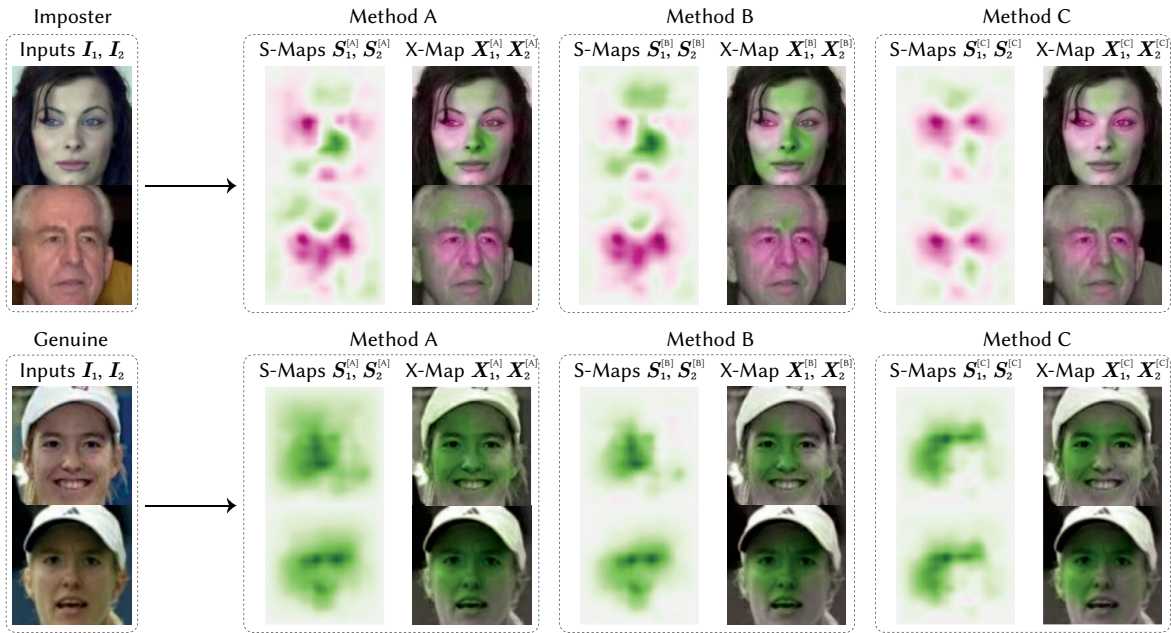 Imposter Method A Method B Method C
Inputs I₁, I₂ S-Maps S₁[A], S₂[A] X-Map X₁[A], X₂[A] S-Maps S₁[B] S₂[B] X-Map X₁[B], X₂[B] S-Maps S₁[C], S₂[C] X-Map X₁[C], X₂[C]
Genuine Method A Method B Method C
Inputs I₁, I₂ S-Maps S₁[A], S₂[A] X-Map X₁[A], X₂[A] S-Maps S₁[B], S₂[B] X-Map X₁[B], X₂[B] S-Maps S₁[C], S₂[C] X-Map X₁[C], X₂[C]